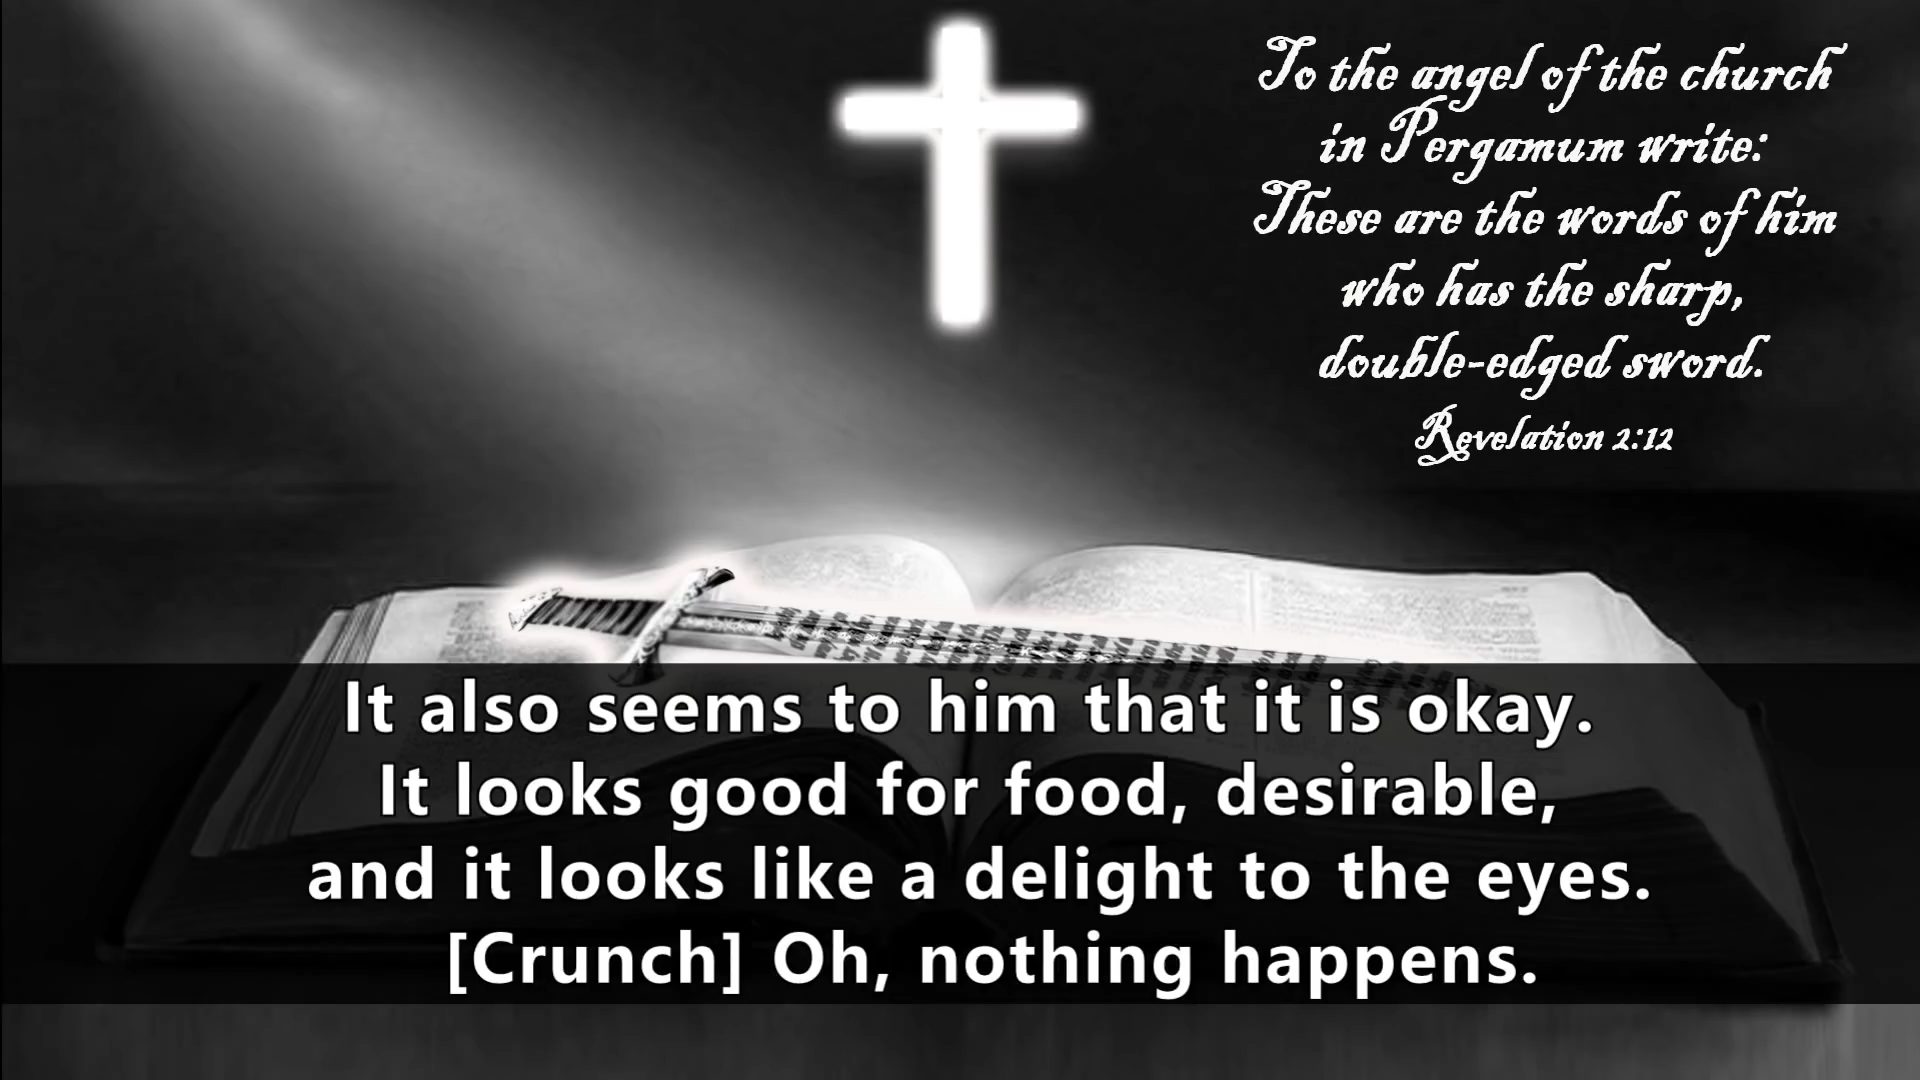 To the angel of the church
in Pergamum write:
These are the words of him
who has the sharp,
double-edged sword.
Revelation 2:12
It also seems to him that it is okay.
It looks good for food, desirable,
and it looks like a delight to the eyes.
[Crunch] Oh, nothing happens.